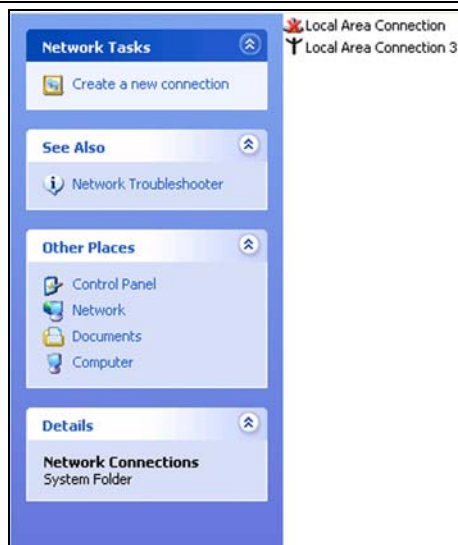 Network Tasks
Create a new connection
See Also
Network Troubleshooter
Other Places
Control Panel
Network
Documents
Computer
Details
Network Connections
System Folder
Local Area Connection
Local Area Connection 3